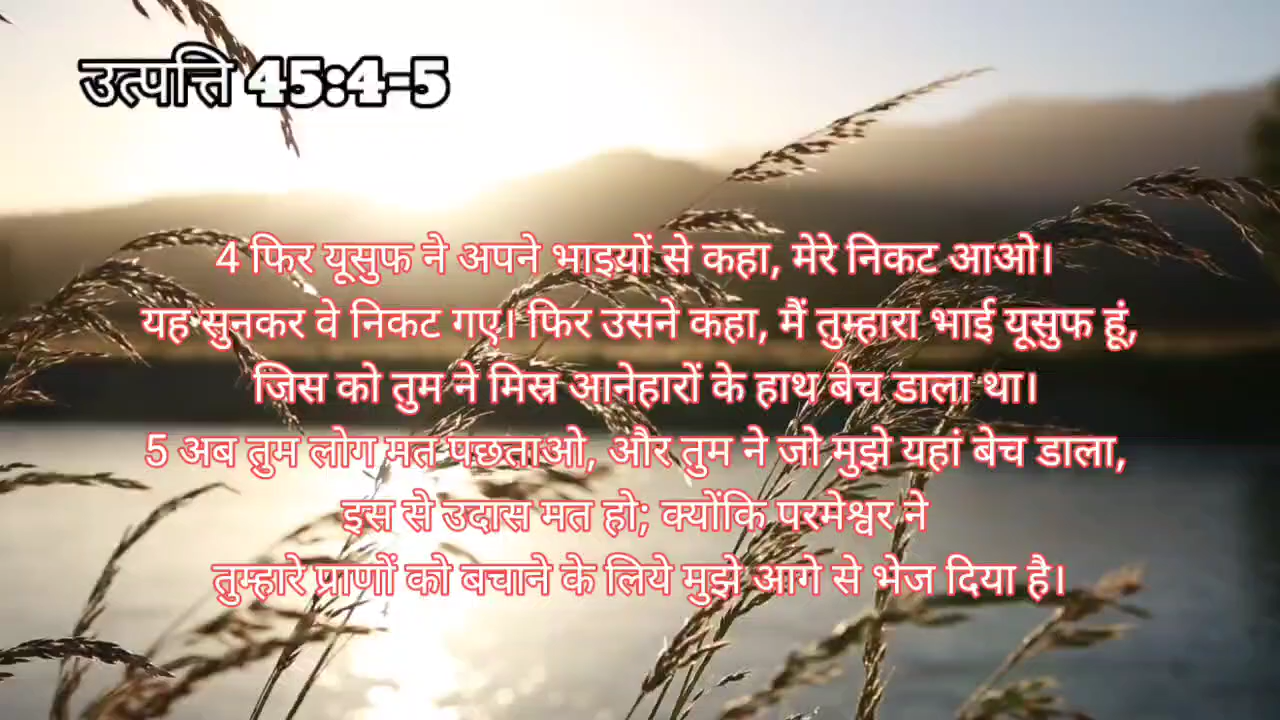 उत्पत्ति 45:4-5
4 फिर यूसुफ ने अपने भाइयों से कहा, मेरे निकट आओ।
यह सुनकर वे निकट गए। फिर उसने कहा, मैं तुम्हारा भाई यूसुफ हूं,
जिस को तुम ने मिस्र आनेहारों के हाथ बेच डाला था।
5 अब तुम लोग मत पछताओ, और तुम ने जो मुझे यहां बेच डाला,
इस से उदास मत हो; क्योंकि परमेश्वर ने
तुम्हारे प्राणों को बचाने के लिये मुझे आगे से भेज दिया है।